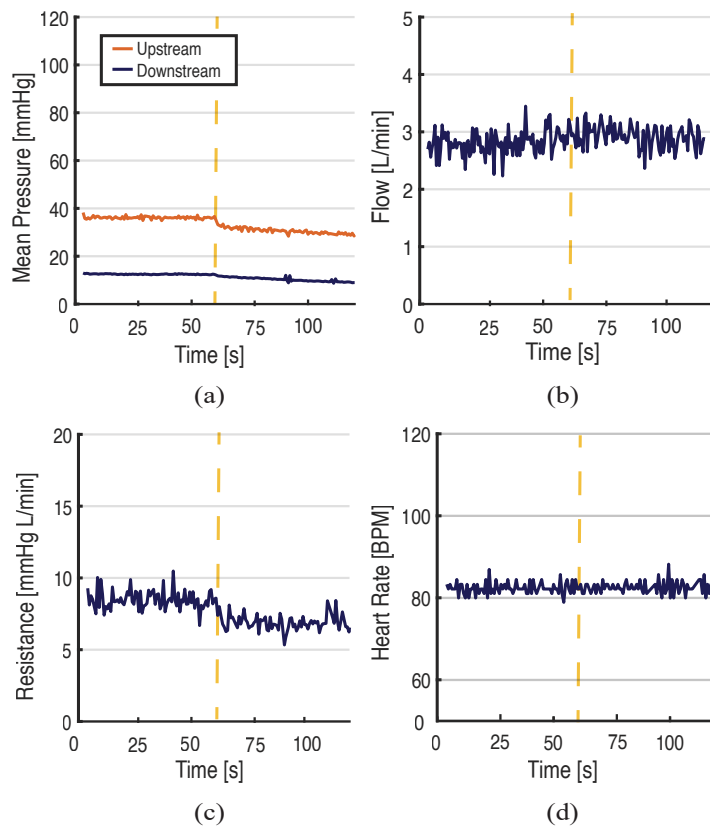 120
100
80
60
40
20
0
Mean Pressure [mmHg]
Upstream
Downstream
0 25 50 75 100
Time [s]
(a)
5
4
3
2
1
0
Flow [L/min]
0 25 50 75 100
Time [s]
(b)
20
15
10
5
0
Resistance [mmHg L/min]
0 25 50 75 100
Time [s]
(c)
120
100
80
60
0
Heart Rate [BPM]
0 25 50 75 100
Time [s]
(d)